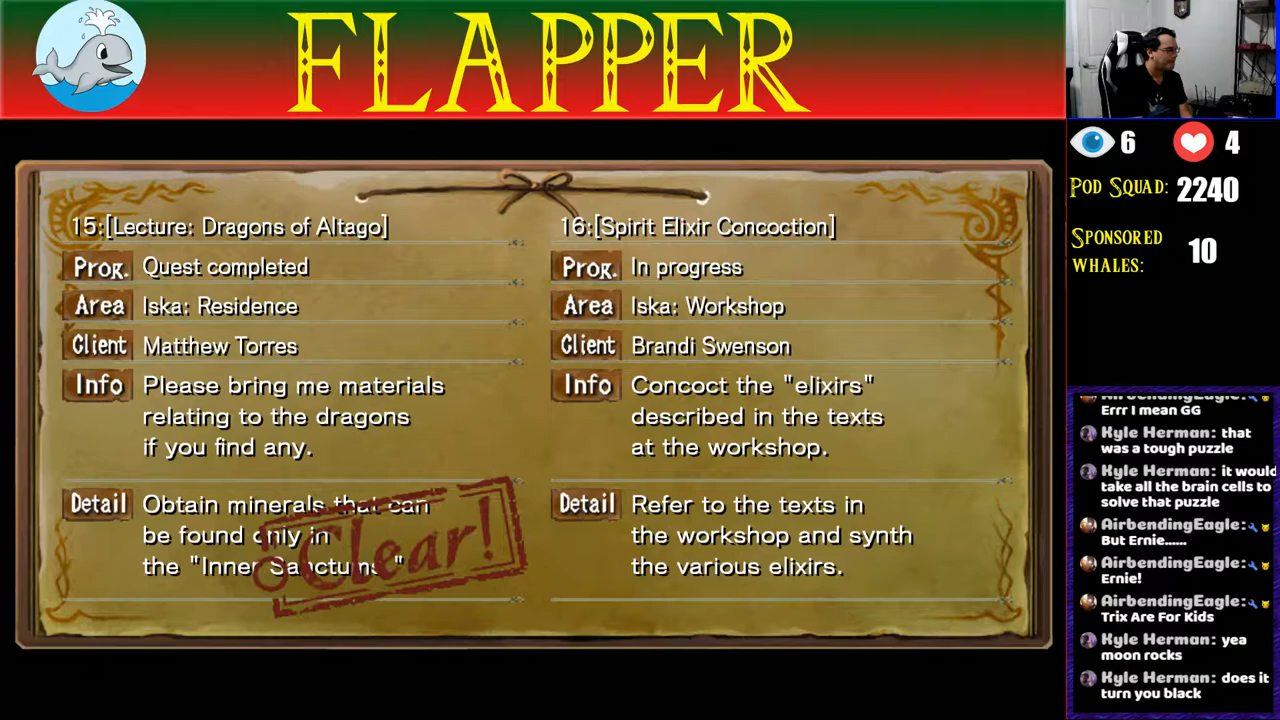 FLAPPER
6 4
POD SQUAD: 2240
SPONSORED
WHALES: 10
15:[Lecture: Dragons of Altago]
Prog. Quest completed
Area Iska: Residence
Client Matthew Torres
Info Please bring me materials
relating to the dragons
if you find any.
Detail Obtain minerals that can
be found only in
the "Inner Sanctums."
Clear!
16:[Spirit Elixir Concoction]
Prog. In progress
Area Iska: Workshop
Client Brandi Swenson
Info Concoct the "elixirs"
described in the texts
at the workshop.
Detail Refer to the texts in
the workshop and synth
the various elixirs.
AirbendingEagle:
Errr I mean GG
Kyle Herman: that
was a tough puzzle
Kyle Herman: it would
take all the brain cells to
solve that puzzle
AirbendingEagle:
But Ernie......
AirbendingEagle:
Ernie!
AirbendingEagle:
Trix Are For Kids
Kyle Herman: yea
moon rocks
Kyle Herman: does it
turn you black